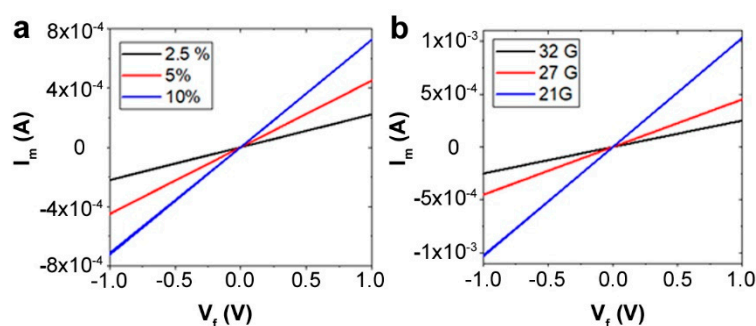 a
8x10⁻⁴
4x10⁻⁴
0
-4x10⁻⁴
-8x10⁻⁴
I_m (A)
2.5 %
5%
10%
-1.0 -0.5 0.0 0.5 1.0
V_f (V)
b
1x10⁻³
5x10⁻⁴
0
-5x10⁻⁴
-1x10⁻³
I_m (A)
32 G
27 G
21G
-1.0 -0.5 0.0 0.5 1.0
V_f (V)